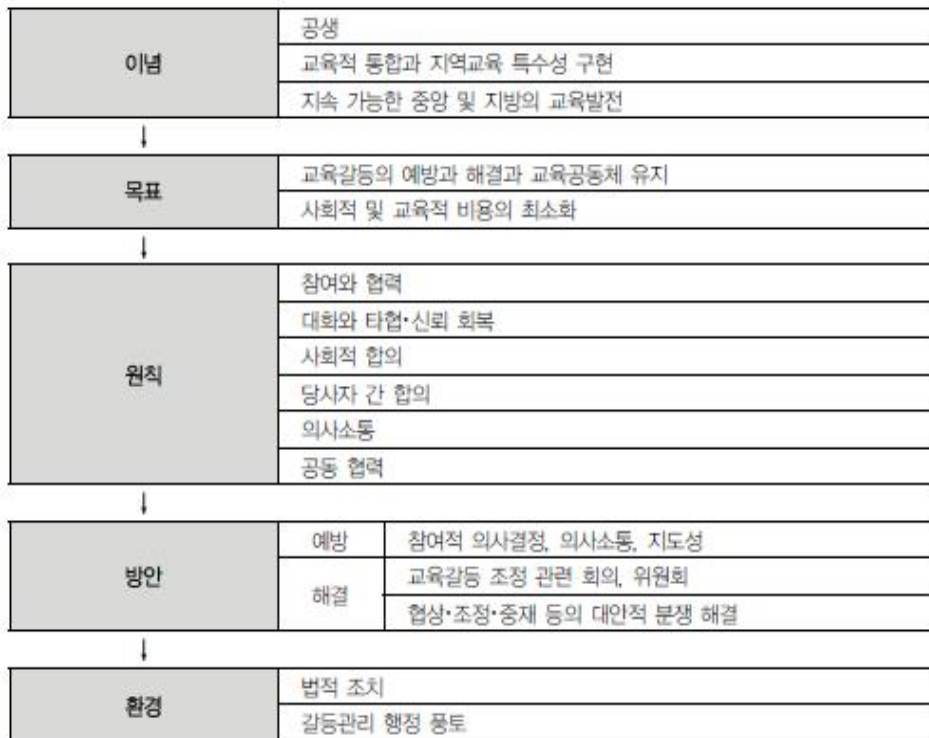 이념
공생
교육적 통합과 지역교육 특수성 구현
지속 가능한 중앙 및 지방의 교육발전
↓
목표
교육갈등의 예방과 해결과 교육공동체 유지
사회적 및 교육적 비용의 최소화
↓
원칙
참여와 협력
대화와 타협·신뢰 회복
사회적 합의
당사자 간 합의
의사소통
공동 협력
↓
방안
예방 참여적 의사결정, 의사소통, 지도성
해결
교육갈등 조정 관련 회의, 위원회
협상·조정·중재 등의 대안적 분쟁 해결
↓
환경
법적 조치
갈등관리 행정 풍토